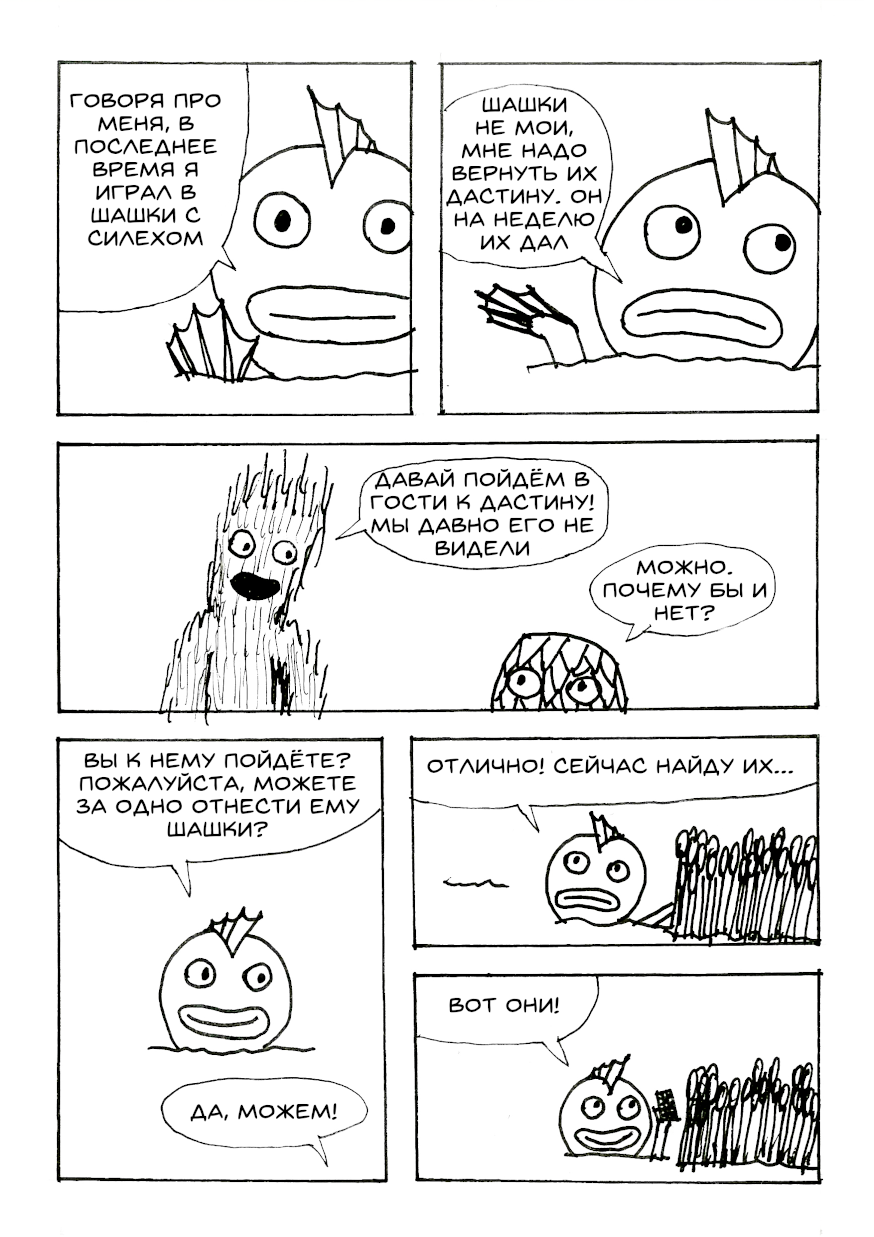 ГОВОРЯ ПРО
МЕНЯ, В
ПОСЛЕДНЕЕ
ВРЕМЯ Я
ИГРАЛ В
ШАШКИ С
СИЛЕХОМ
ШАШКИ
НЕ МОИ,
МНЕ НАДО
ВЕРНУТЬ ИХ
ДАСТИНУ. ОН
НА НЕДЕЛЮ
ИХ ДАЛ
ДАВАЙ ПОЙДЁМ В
ГОСТИ К ДАСТИНУ!
МЫ ДАВНО ЕГО НЕ
ВИДЕЛИ
МОЖНО.
ПОЧЕМУ БЫ И
НЕТ?
ВЫ К НЕМУ ПОЙДЁТЕ?
ПОЖАЛУЙСТА, МОЖЕТЕ
ЗА ОДНО ОТНЕСТИ ЕМУ
ШАШКИ?
ДА, МОЖЕМ!
ОТЛИЧНО! СЕЙЧАС НАЙДУ ИХ...
ВОТ ОНИ!